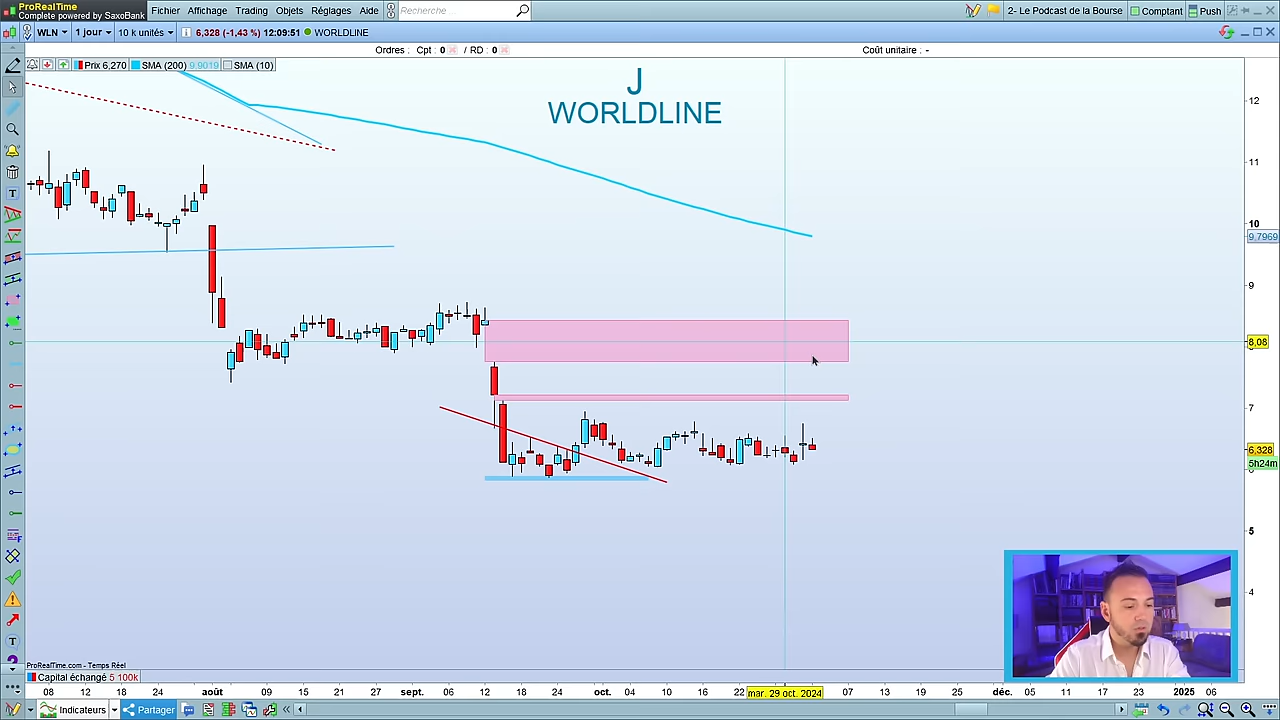 ProRealTime
Complete powered by SaxoBank
Fichier Affichage Trading Objets Réglages Aide
Recherche...
2- Le Podcast de la Bourse
Comptant
Push
WLN
1 jour
10 k unités
6,328 (-1,43 %) 12:09:51
WORLDLINE
Ordres : Cpt : 0 / RD : 0
Coût unitaire : -
Prix 6,270
SMA (200) 9.9019
SMA (10)
J
WORLDLINE
12
11
10
9,7969
9
8,08
7
6,328
5h24m
5
4
ProRealTime.com - Temps Réel
Capital échangé 5 100k
08 12 18 24 août 09 15 21 27 sept. 06 12 18 24 oct. 04 10 16 22 mar. 29 oct. 2024 07 13 19 25 déc. 05 11 17 23 2025 06
Indicateurs
Partager